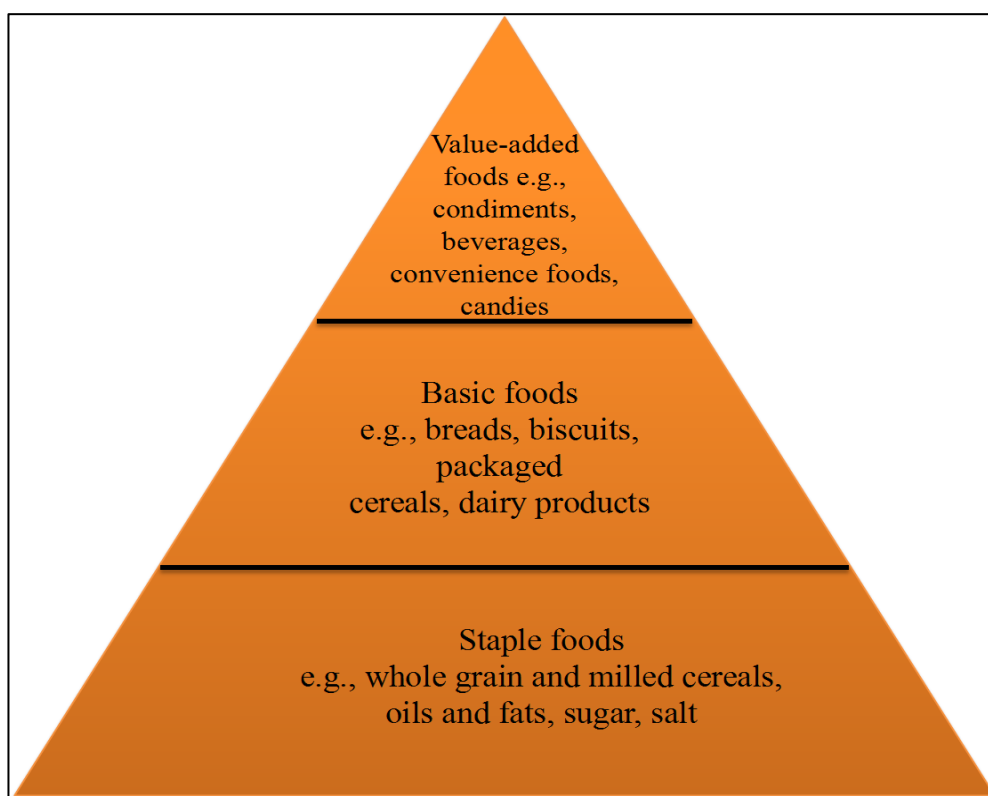 Value-added
foods e.g.,
condiments,
beverages,
convenience foods,
candies
Basic foods
e.g., breads, biscuits,
packaged
cereals, dairy products
Staple foods
e.g., whole grain and milled cereals,
oils and fats, sugar, salt